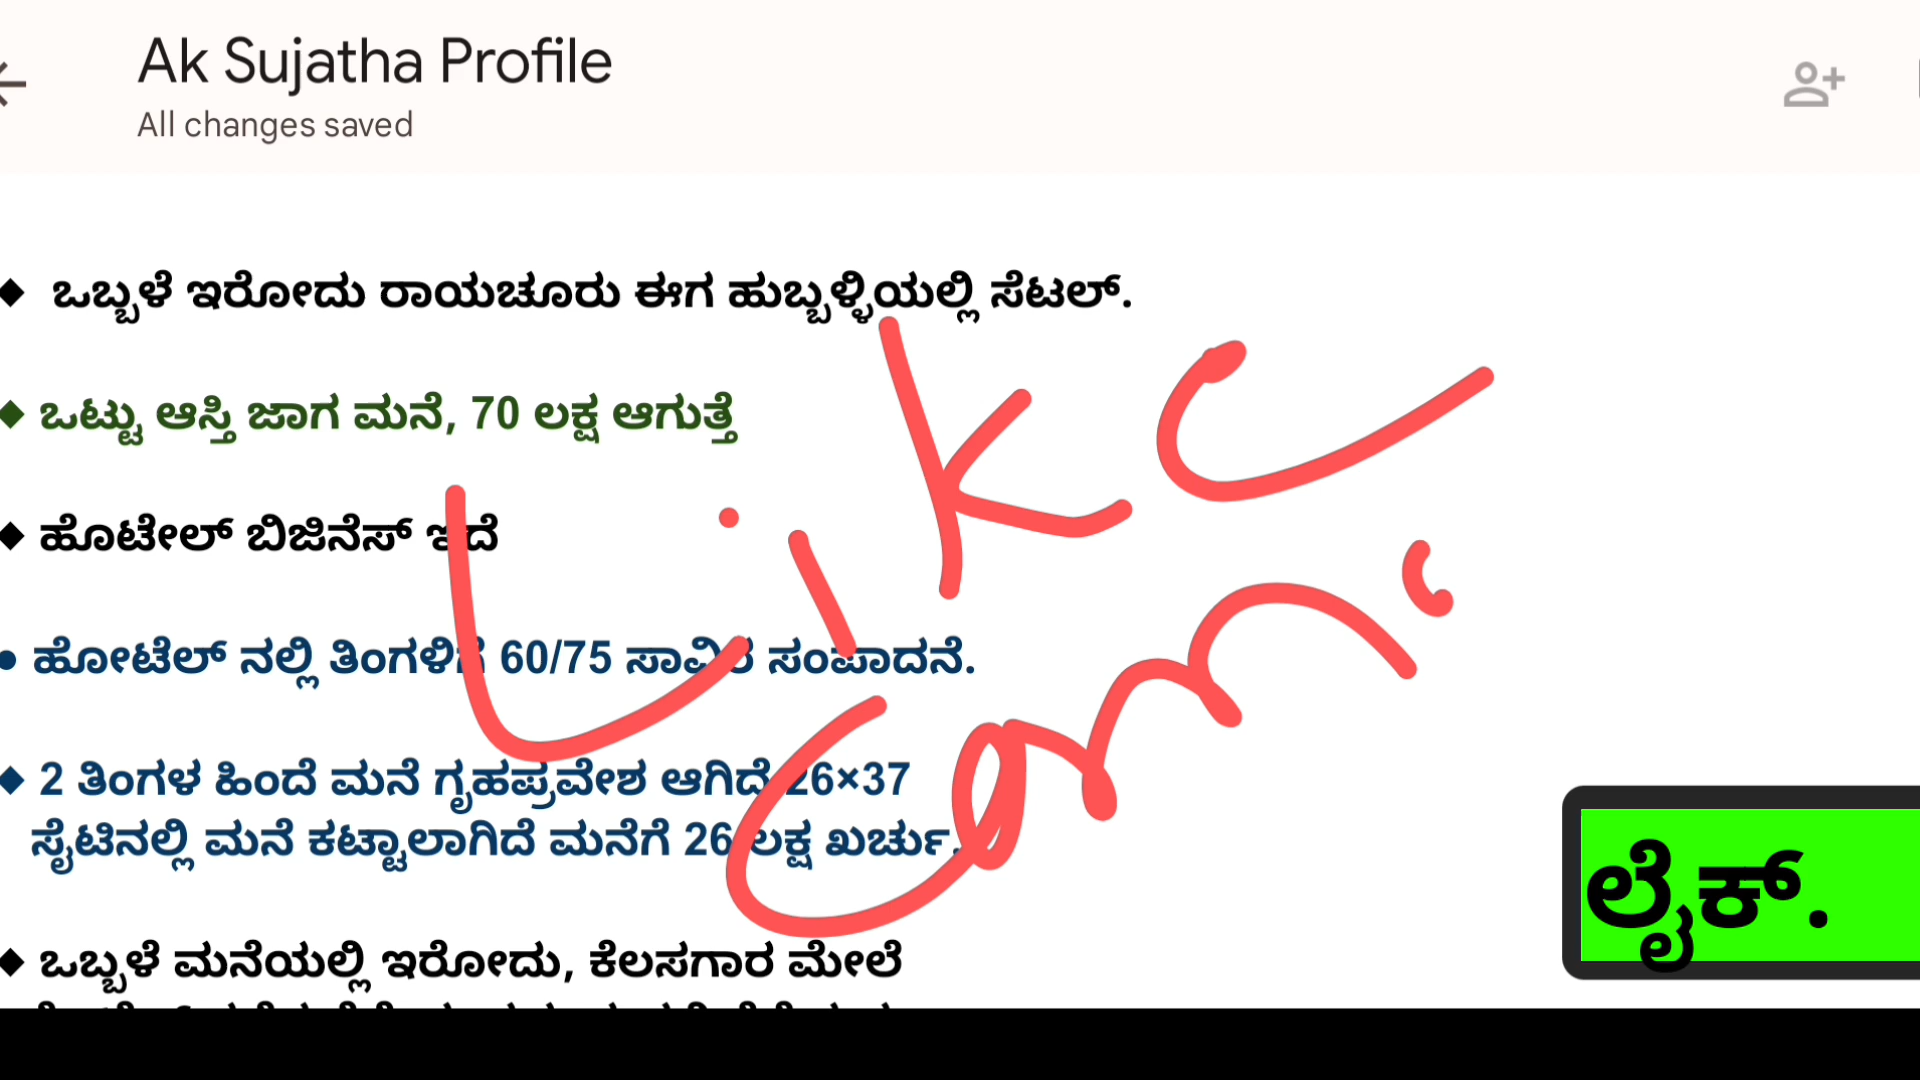 Ak Sujatha Profile
All changes saved
◆ ಒಬ್ಬಳೆ ಇರೋದು ರಾಯಚೂರು ಈಗ ಹುಬ್ಬಳ್ಳಿಯಲ್ಲಿ ಸೆಟಲ್.
◆ ಒಟ್ಟು ಆಸ್ತಿ ಜಾಗ ಮನೆ, 70 ಲಕ್ಷ ಆಗುತ್ತೆ
◆ ಹೊಟೇಲ್ ಬಿಜಿನೆಸ್ ಇದೆ
● ಹೋಟೆಲ್ ನಲ್ಲಿ ತಿಂಗಳಿನ 60/75 ಸಾವಿರ ಸಂಪಾದನೆ.
◆ 2 ತಿಂಗಳ ಹಿಂದೆ ಮನೆ ಗೃಹಪ್ರವೇಶ ಆಗಿದೆ 26×37
ಸೈಟಿನಲ್ಲಿ ಮನೆ ಕಟ್ಟಾಲಾಗಿದೆ ಮನೆಗೆ 26 ಲಕ್ಷ ಖರ್ಚು.
◆ ಒಬ್ಬಳೆ ಮನೆಯಲ್ಲಿ ಇರೋದು, ಕೆಲಸಗಾರ ಮೇಲೆ
Like
ಲೈಕ್.